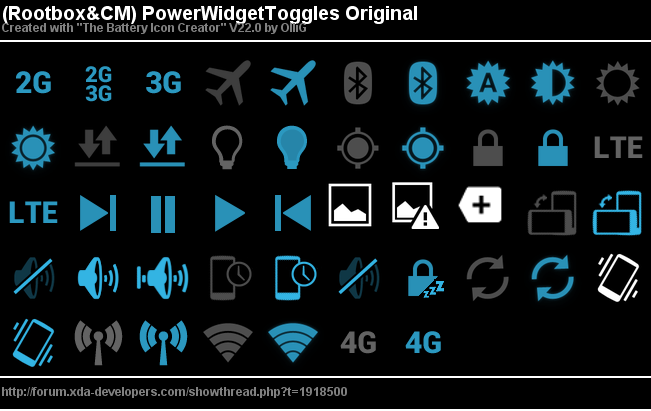 (Rootbox&CM) PowerWidgetToggles Original
Created with "The Battery Icon Creator" V22.0 by OlliG
2G 2G 3G 3G A
LTE
LTE
zzz
4G 4G
http://forum.xda-developers.com/showthread.php?t=1918500